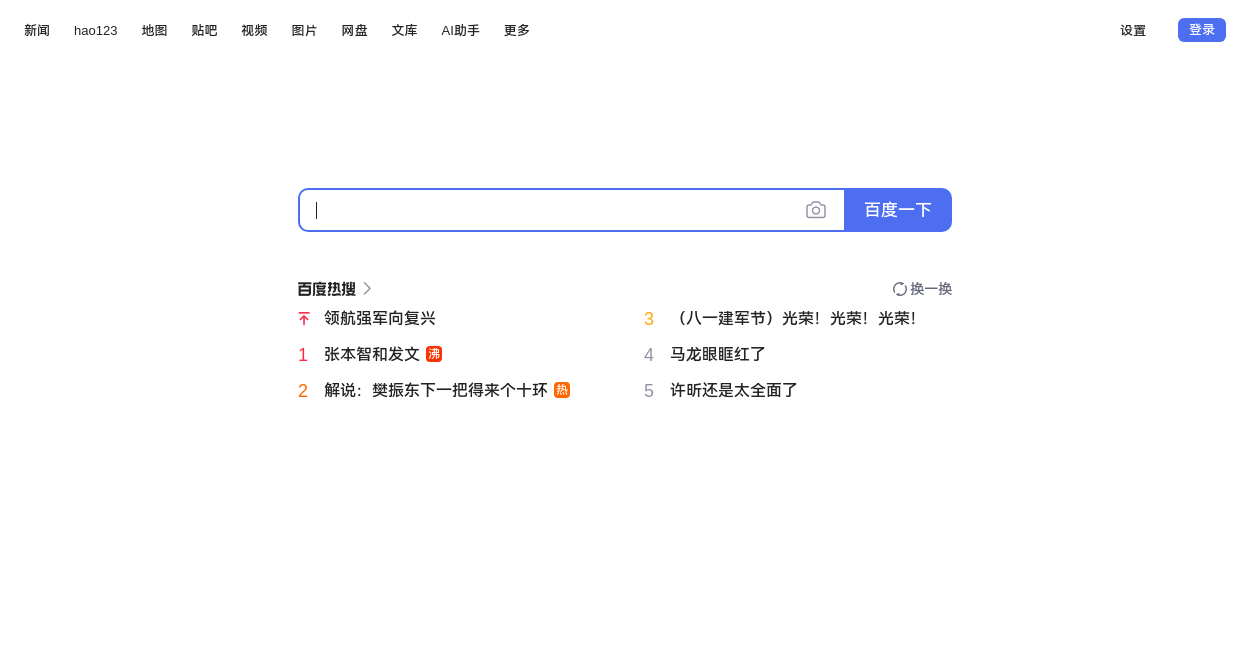 新闻 hao123 地图 贴吧 视频 图片 网盘 文库 AI助手 更多 设置 登录
百度一下
百度热搜 换一换
领航强军向复兴
1 张本智和发文 沸
2 解说：樊振东下一把得来个十环 热
3 （八一建军节）光荣！光荣！光荣！
4 马龙眼眶红了
5 许昕还是太全面了